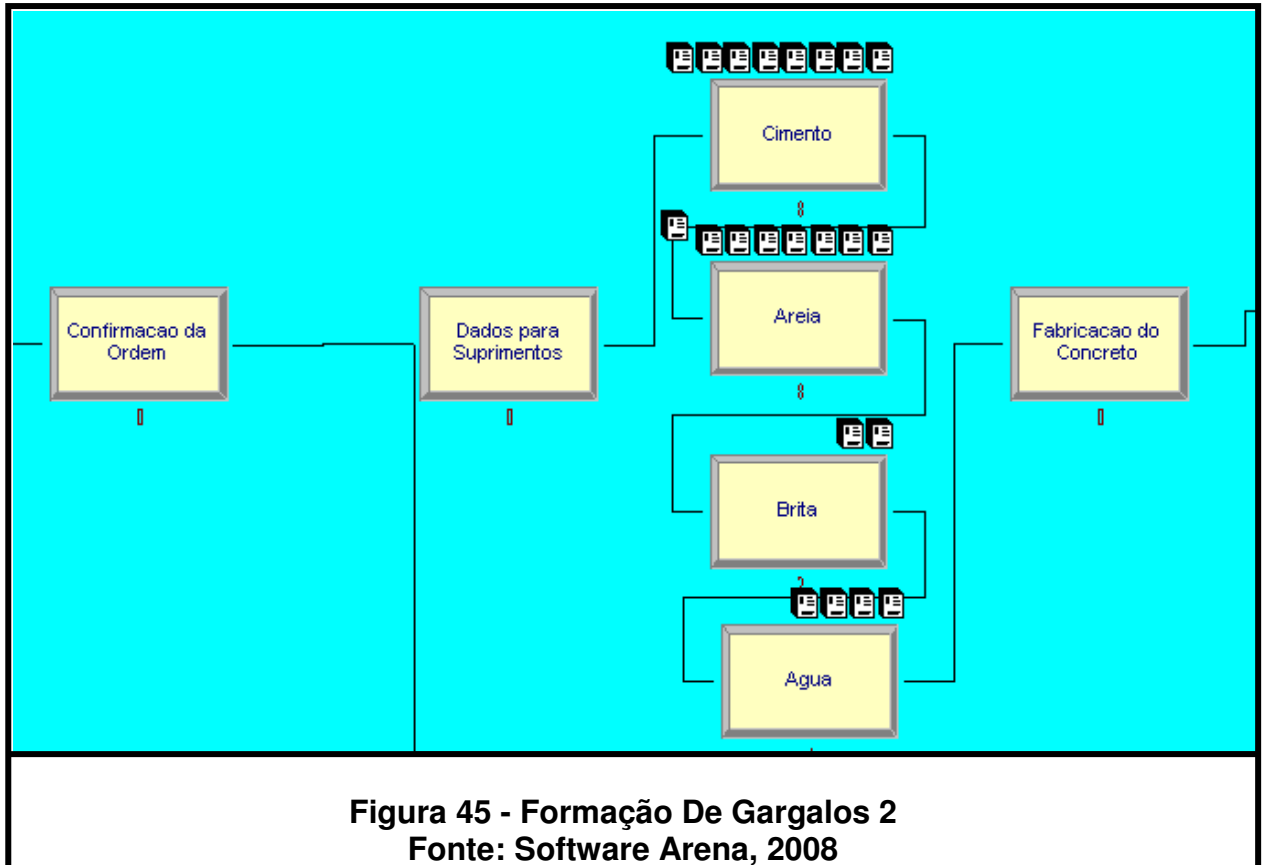 Cimento
8
Confirmacao da
Ordem
0
Dados para
Suprimentos
0
Areia
8
Fabricacao do
Concreto
0
Brita
2
Agua
Figura 45 - Formação De Gargalos 2
Fonte: Software Arena, 2008